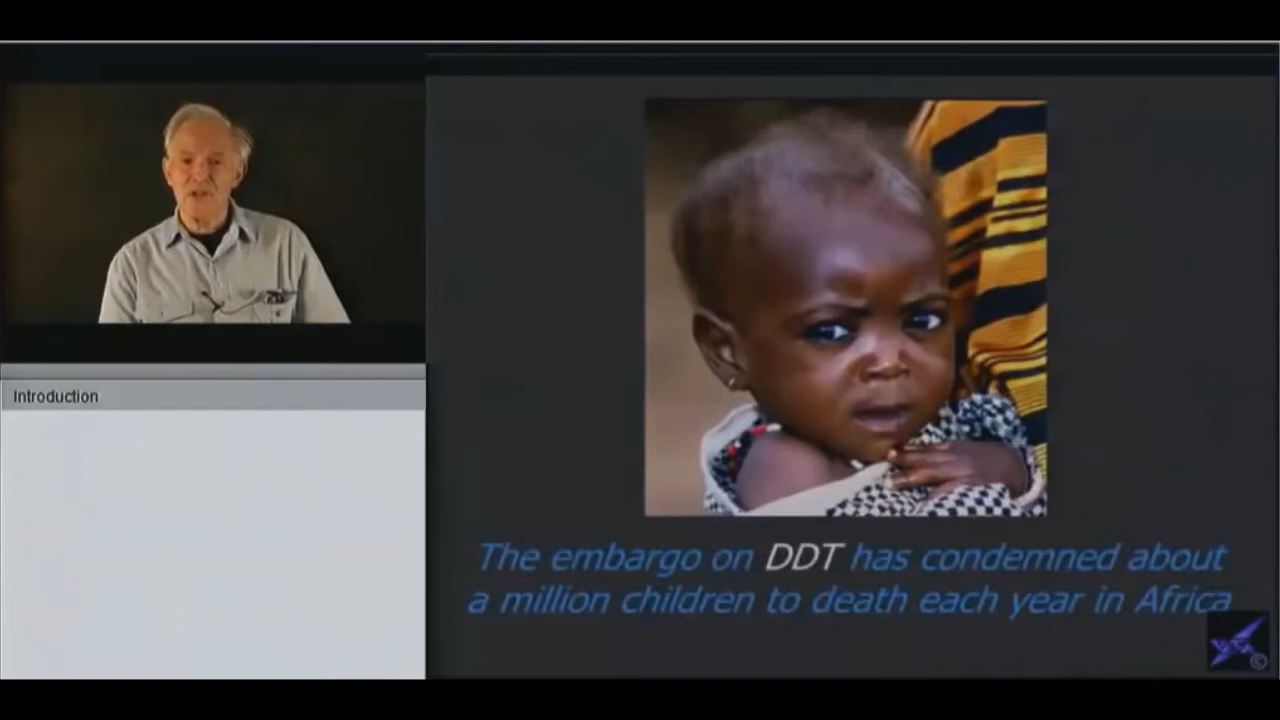 Introduction
The embargo on DDT has condemned about
a million children to death each year in Africa
©